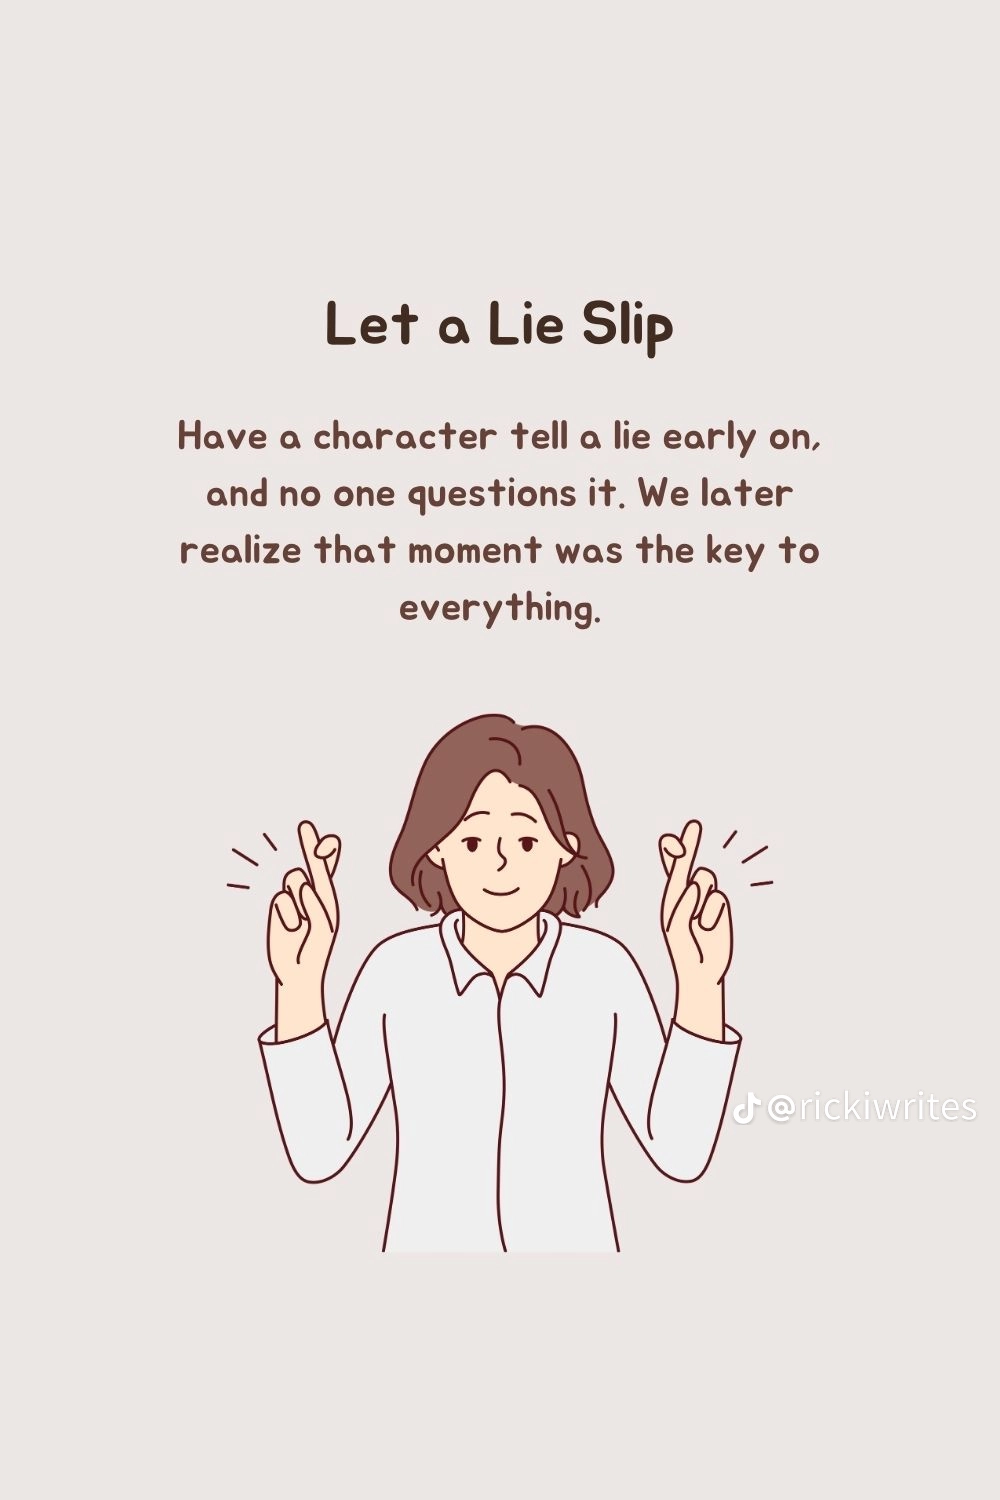 Let a Lie Slip
Have a character tell a lie early on,
and no one questions it. We later
realize that moment was the key to
everything.
@rickiwrites